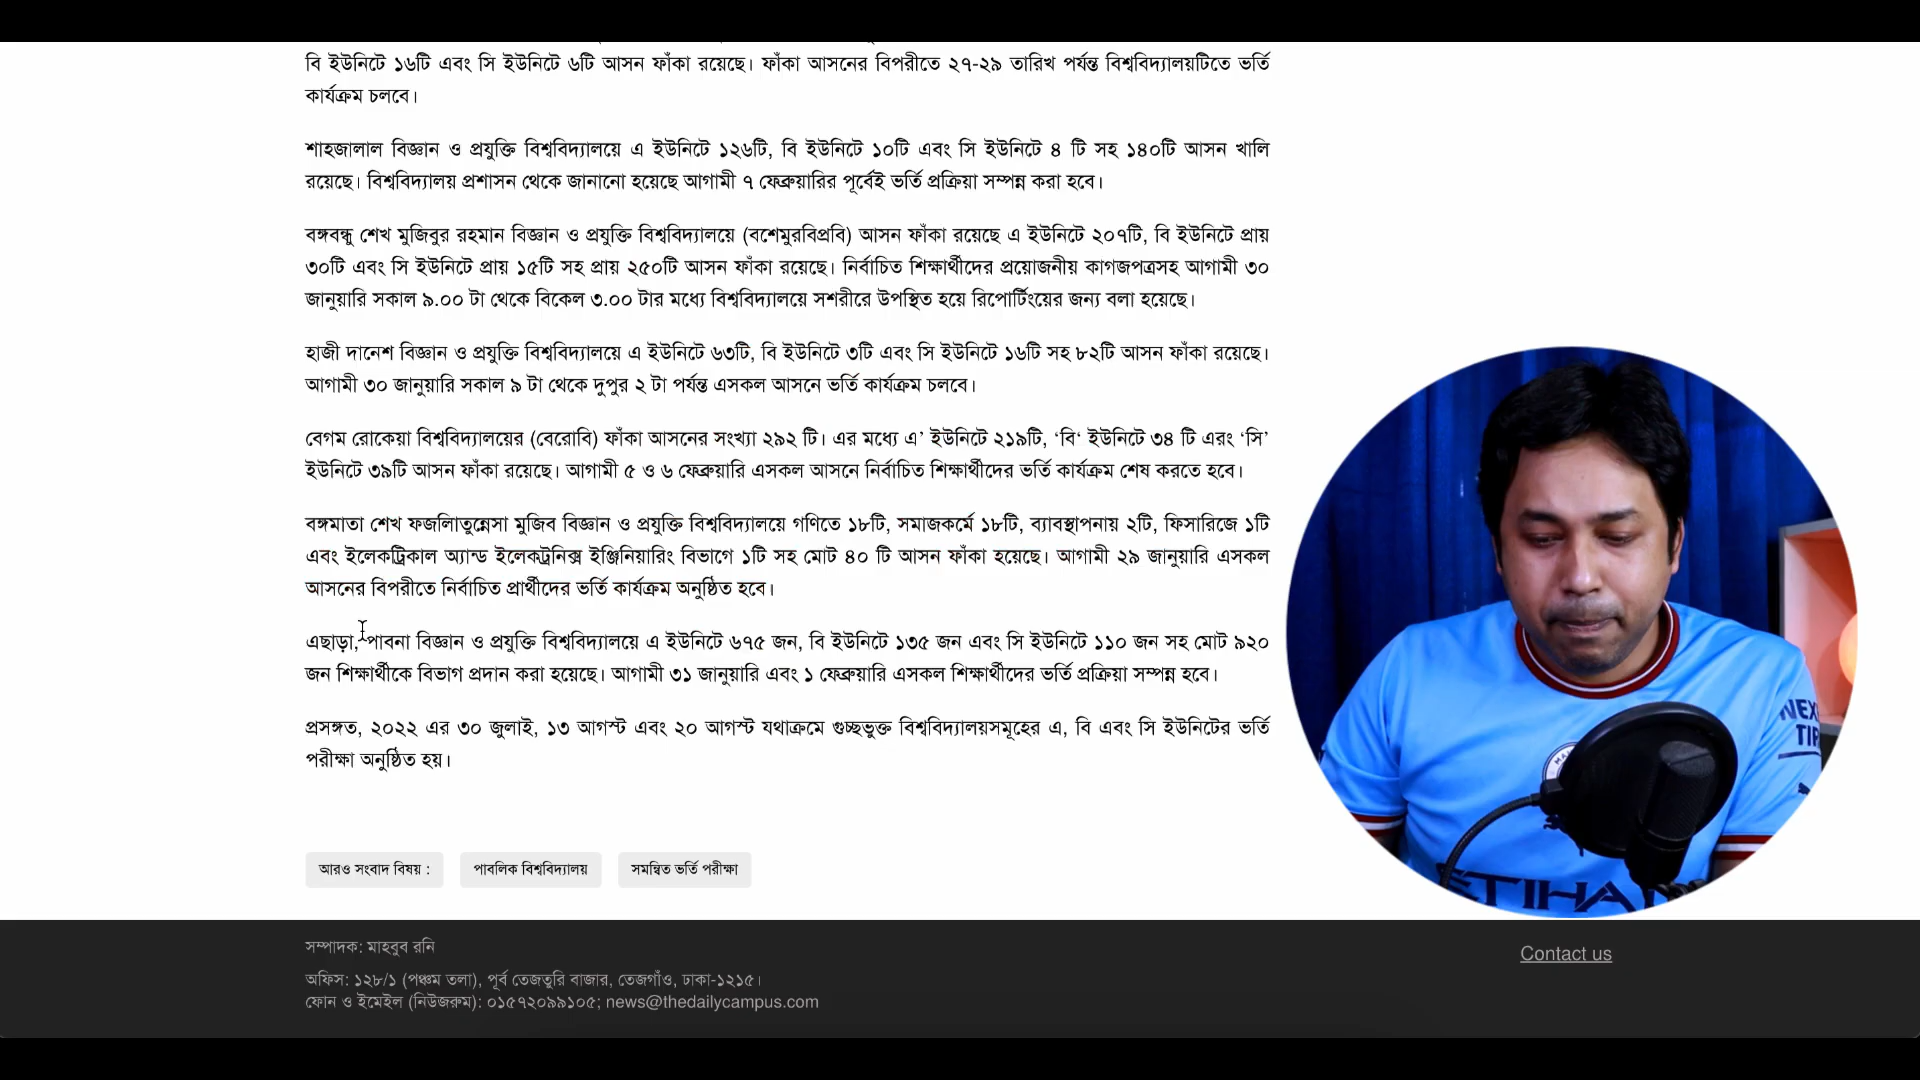 বি ইউনিটে ১৬টি এবং সি ইউনিটে ৬টি আসন ফাঁকা রয়েছে। ফাঁকা আসনের বিপরীতে ২৭-২৯ তারিখ পর্যন্ত বিশ্ববিদ্যালয়টিতে ভর্তি
কার্যক্রম চলবে।
শাহজালাল বিজ্ঞান ও প্রযুক্তি বিশ্ববিদ্যালয়ে এ ইউনিটে ১২৬টি, বি ইউনিটে ১০টি এবং সি ইউনিটে ৪ টি সহ ১৪০টি আসন খালি
রয়েছে। বিশ্ববিদ্যালয় প্রশাসন থেকে জানানো হয়েছে আগামী ৭ ফেব্রুয়ারির পূর্বেই ভর্তি প্রক্রিয়া সম্পন্ন করা হবে।
বঙ্গবন্ধু শেখ মুজিবুর রহমান বিজ্ঞান ও প্রযুক্তি বিশ্ববিদ্যালয়ে (বশেমুরবিপ্রবি) আসন ফাঁকা রয়েছে এ ইউনিটে ২০৭টি, বি ইউনিটে প্রায়
৩০টি এবং সি ইউনিটে প্রায় ১৫টি সহ প্রায় ২৫০টি আসন ফাঁকা রয়েছে। নির্বাচিত শিক্ষার্থীদের প্রয়োজনীয় কাগজপত্রসহ আগামী ৩০
জানুয়ারি সকাল ৯.০০ টা থেকে বিকেল ৩.০০ টার মধ্যে বিশ্ববিদ্যালয়ে সশরীরে উপস্থিত হয়ে রিপোর্টিংয়ের জন্য বলা হয়েছে।
হাজী দানেশ বিজ্ঞান ও প্রযুক্তি বিশ্ববিদ্যালয়ে এ ইউনিটে ৬৩টি, বি ইউনিটে ৩টি এবং সি ইউনিটে ১৬টি সহ ৮২টি আসন ফাঁকা রয়েছে।
আগামী ৩০ জানুয়ারি সকাল ৯ টা থেকে দুপুর ২ টা পর্যন্ত এসকল আসনে ভর্তি কার্যক্রম চলবে।
বেগম রোকেয়া বিশ্ববিদ্যালয়ের (বেরোবি) ফাঁকা আসনের সংখ্যা ২৯২ টি। এর মধ্যে এ’ ইউনিটে ২১৯টি, ‘বি‘ ইউনিটে ৩৪ টি এরং ‘সি’
ইউনিটে ৩৯টি আসন ফাঁকা রয়েছে। আগামী ৫ ও ৬ ফেব্রুয়ারি এসকল আসনে নির্বাচিত শিক্ষার্থীদের ভর্তি কার্যক্রম শেষ করতে হবে।
বঙ্গমাতা শেখ ফজলিাতুন্নেসা মুজিব বিজ্ঞান ও প্রযুক্তি বিশ্ববিদ্যালয়ে গণিতে ১৮টি, সমাজকর্মে ১৮টি, ব্যাবস্থাপনায় ২টি, ফিসারিজে ১টি
এবং ইলেকট্রিকাল অ্যান্ড ইলেকট্রনিক্স ইঞ্জিনিয়ারিং বিভাগে ১টি সহ মোট ৪০ টি আসন ফাঁকা হয়েছে। আগামী ২৯ জানুয়ারি এসকল
আসনের বিপরীতে নির্বাচিত প্রার্থীদের ভর্তি কার্যক্রম অনুষ্ঠিত হবে।
এছাড়া, পাবনা বিজ্ঞান ও প্রযুক্তি বিশ্ববিদ্যালয়ে এ ইউনিটে ৬৭৫ জন, বি ইউনিটে ১৩৫ জন এবং সি ইউনিটে ১১০ জন সহ মোট ৯২০
জন শিক্ষার্থীকে বিভাগ প্রদান করা হয়েছে। আগামী ৩১ জানুয়ারি এবং ১ ফেব্রুয়ারি এসকল শিক্ষার্থীদের ভর্তি প্রক্রিয়া সম্পন্ন হবে।
প্রসঙ্গত, ২০২২ এর ৩০ জুলাই, ১৩ আগস্ট এবং ২০ আগস্ট যথাক্রমে গুচ্ছভুক্ত বিশ্ববিদ্যালয়সমূহের এ, বি এবং সি ইউনিটের ভর্তি
পরীক্ষা অনুষ্ঠিত হয়।
আরও সংবাদ বিষয় : পাবলিক বিশ্ববিদ্যালয় সমন্বিত ভর্তি পরীক্ষা
সম্পাদক: মাহবুব রনি
অফিস: ১২৮/১ (পঞ্চম তলা), পূর্ব তেজতুরি বাজার, তেজগাঁও, ঢাকা-১২১৫।
ফোন ও ইমেইল (নিউজরুম): ০১৫৭২০৯৯১০৫; news@thedailycampus.com
Contact us